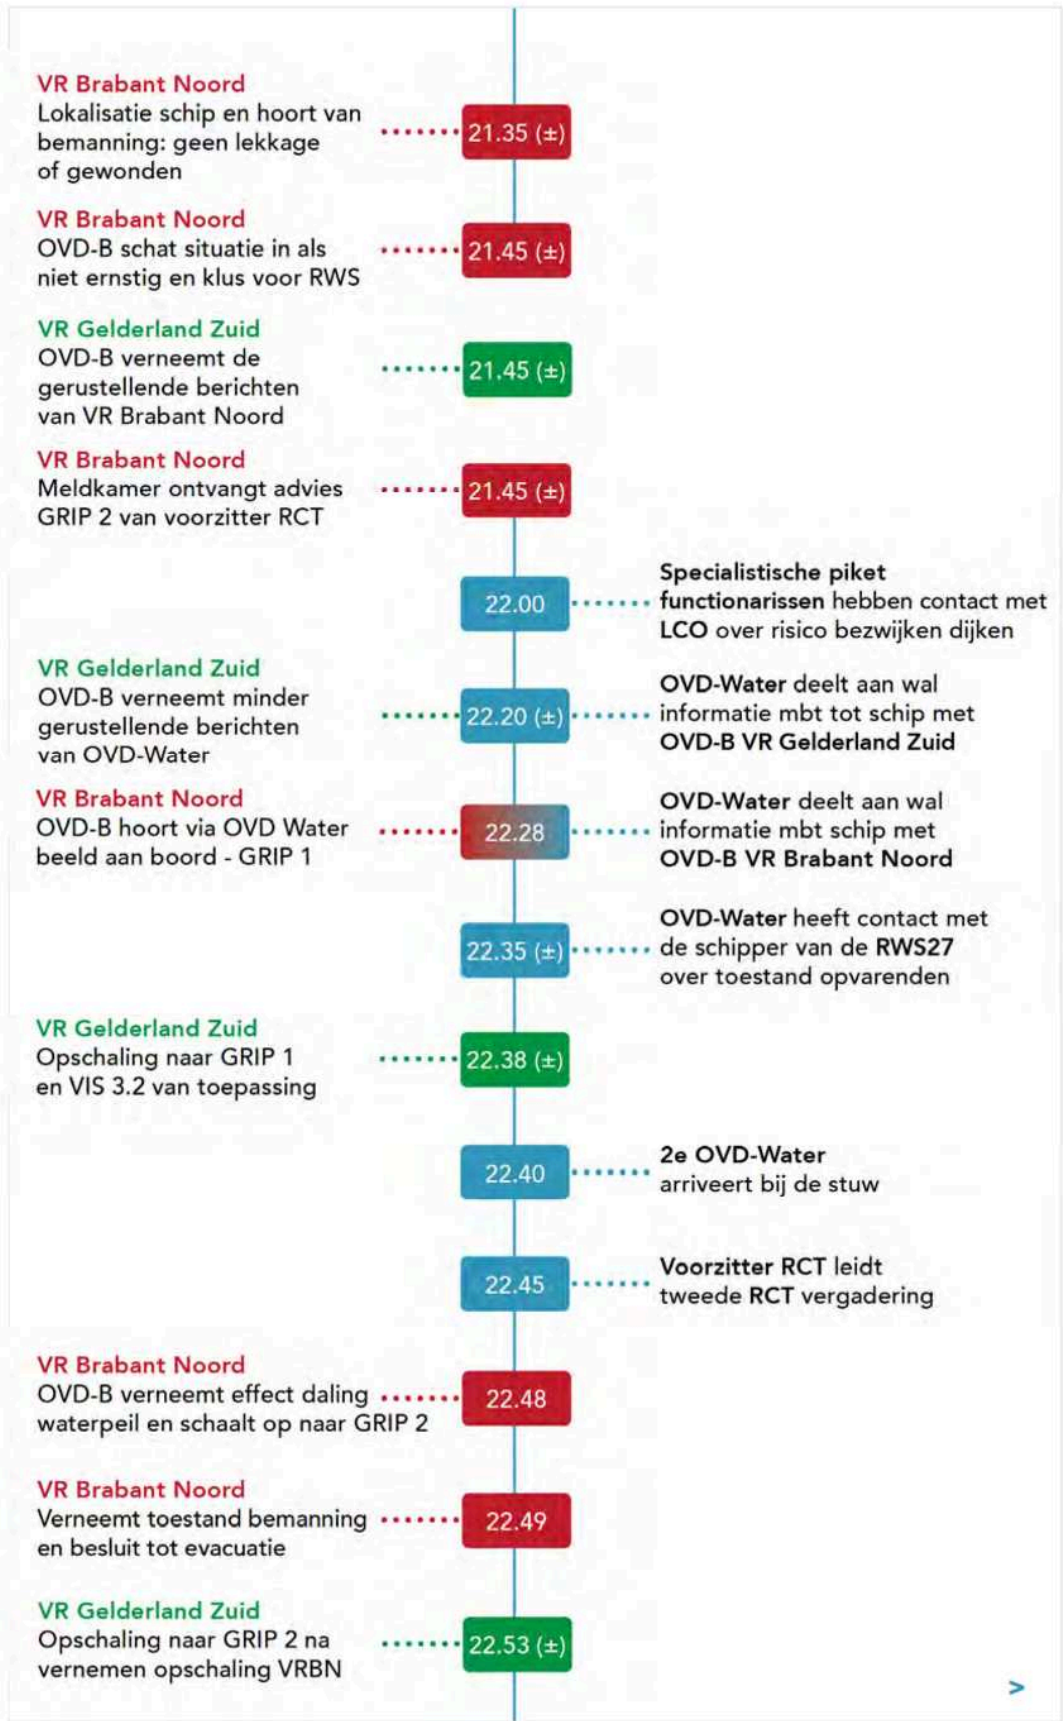 VR Brabant Noord
Lokalisatie schip en hoort van
bemanning: geen lekkage
of gewonden
21.35 (±)
VR Brabant Noord
OVD-B schat situatie in als
niet ernstig en klus voor RWS
21.45 (±)
VR Gelderland Zuid
OVD-B verneemt de
gerustellende berichten
van VR Brabant Noord
21.45 (±)
VR Brabant Noord
Meldkamer ontvangt advies
GRIP 2 van voorzitter RCT
21.45 (±)
22.00
Specialistische piket
functionarissen hebben contact met
LCO over risico bezwijken dijken
VR Gelderland Zuid
OVD-B verneemt minder
gerustellende berichten
van OVD-Water
22.20 (±)
OVD-Water deelt aan wal
informatie mbt tot schip met
OVD-B VR Gelderland Zuid
VR Brabant Noord
OVD-B hoort via OVD Water
beeld aan boord - GRIP 1
22.28
OVD-Water deelt aan wal
informatie mbt schip met
OVD-B VR Brabant Noord
22.35 (±)
OVD-Water heeft contact met
de schipper van de RWS27
over toestand opvarenden
VR Gelderland Zuid
Opschaling naar GRIP 1
en VIS 3.2 van toepassing
22.38 (±)
22.40
2e OVD-Water
arriveert bij de stuw
22.45
Voorzitter RCT leidt
tweede RCT vergadering
VR Brabant Noord
OVD-B verneemt effect daling
waterpeil en schaalt op naar GRIP 2
22.48
VR Brabant Noord
Verneemt toestand bemanning
en besluit tot evacuatie
22.49
VR Gelderland Zuid
Opschaling naar GRIP 2 na
vernemen opschaling VRBN
22.53 (±)
>